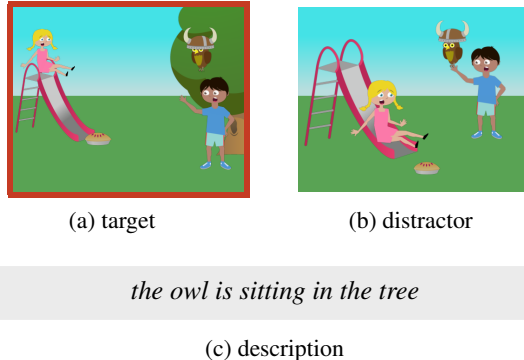 (a) target
(b) distractor
the owl is sitting in the tree
(c) description